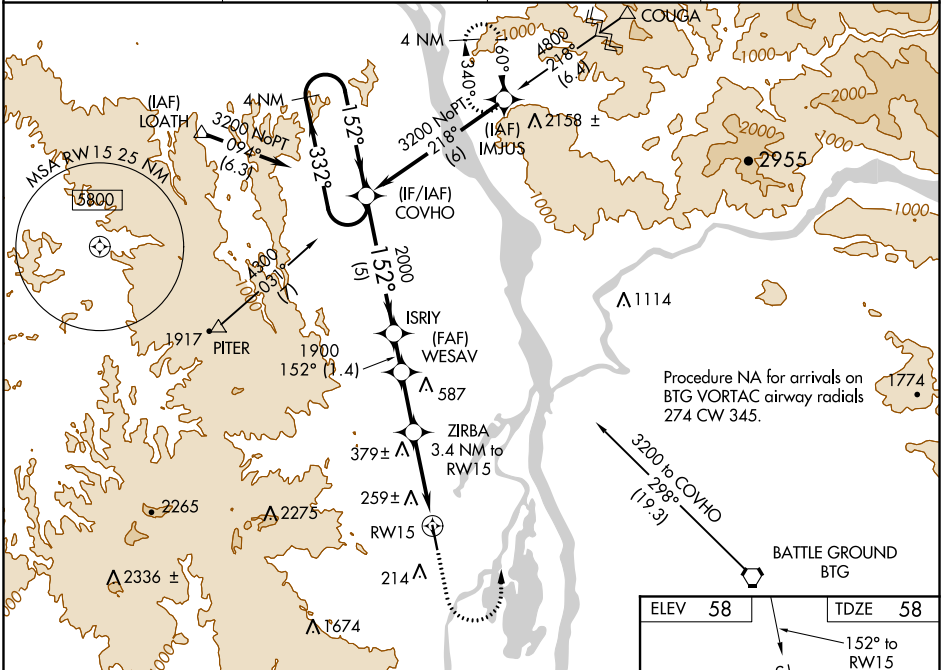 COUGA
4 NM
160°
340°
4800
218°
(6.4)
1000
1000
2000
2000
1000
1000
1000
(IAF)
LOATH
4 NM
3200 NoPT
094°
(6.3)
152°
332°
3200 NoPT
218°
(6)
(IAF)
IMJUS
2158 ±
2955
MSA RW15 25 NM
5800
(IF/IAF)
COVHO
4300
031°
(7)
2000
152°
(5)
1114
1917
PITER
ISRIY
(FAF)
WESAV
1900
152° (1.4)
587
Procedure NA for arrivals on
BTG VORTAC airway radials
274 CW 345.
1774
ZIRBA
3.4 NM to
RW15
379±
3200 to COVHO
298°
(19.3)
259±
2265
2275
RW15
BATTLE GROUND
BTG
214
2336 ±
1674
ELEV 58
TDZE 58
152° to
RW15